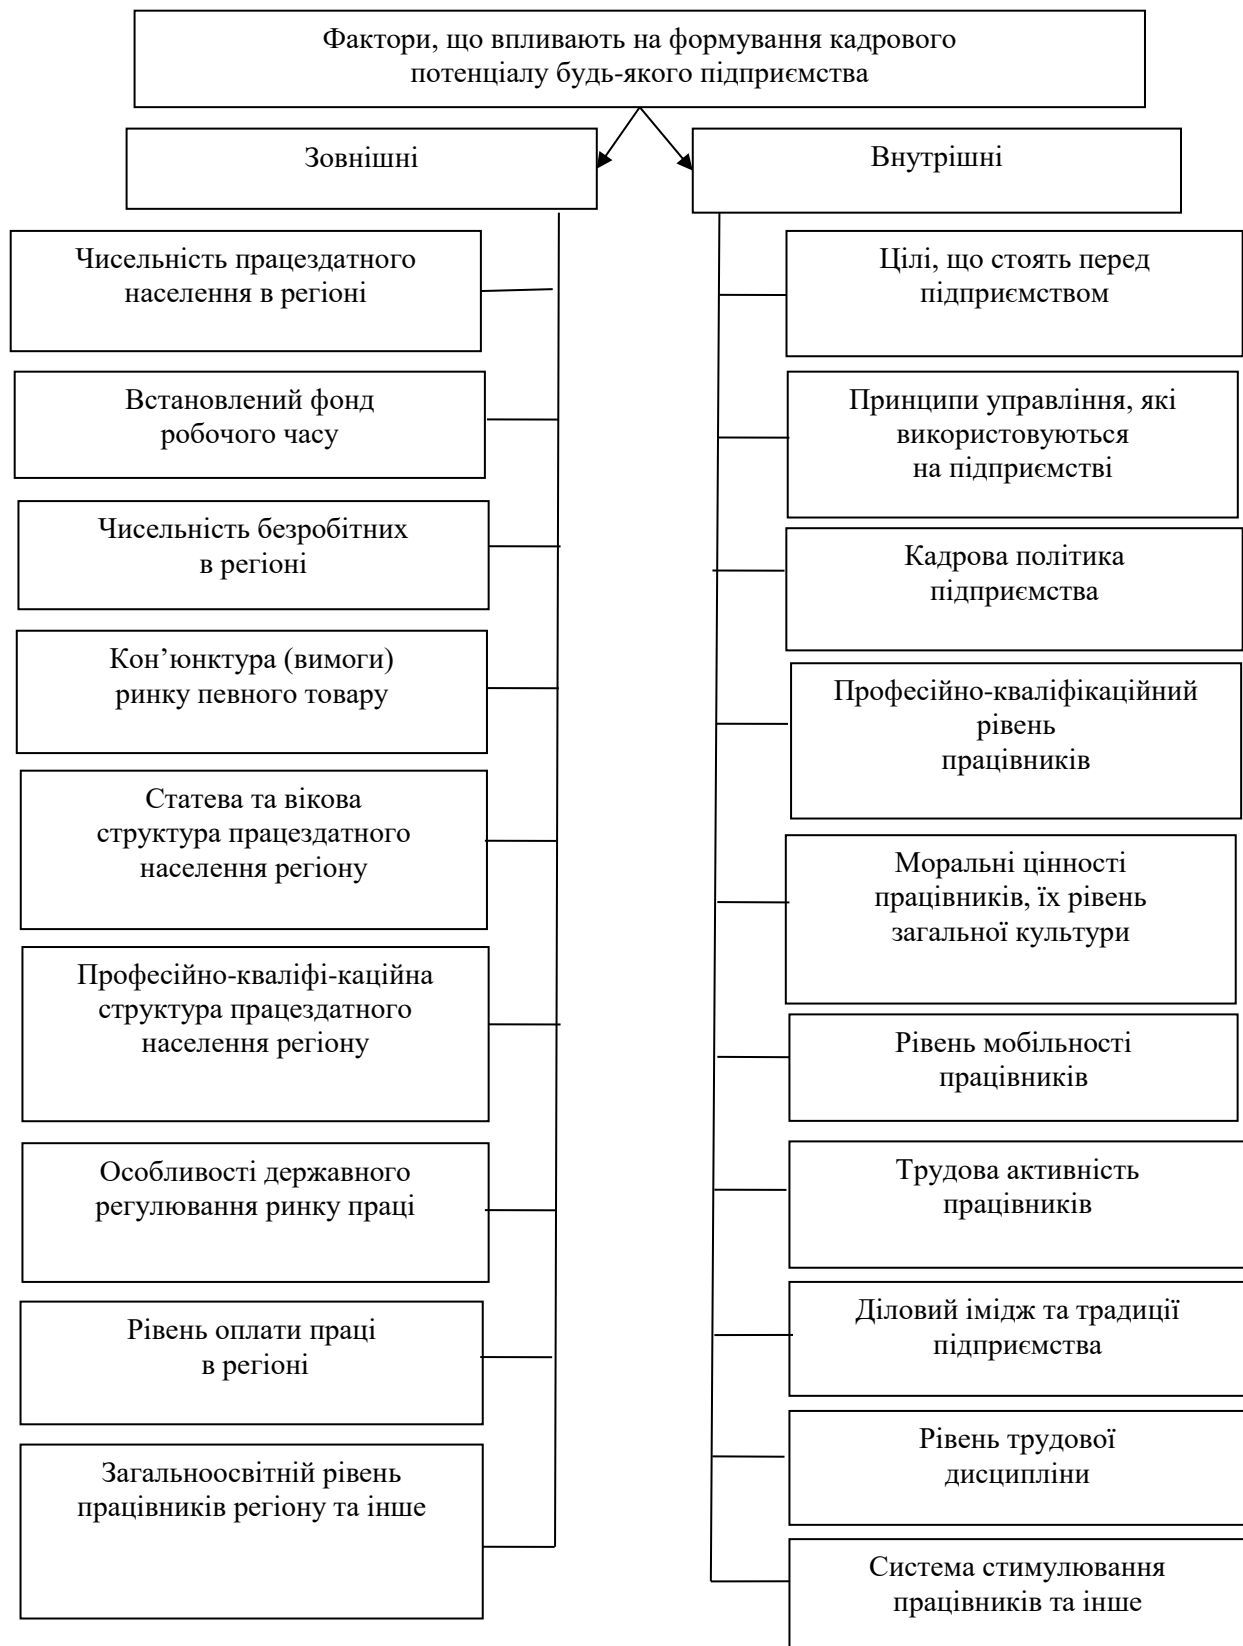 Фактори, що впливають на формування кадрового
потенціалу будь-якого підприємства
Зовнішні
Внутрішні
Чисельність працездатного
населення в регіоні
Встановлений фонд
робочого часу
Чисельність безробітних
в регіоні
Кон’юнктура (вимоги)
ринку певного товару
Статева та вікова
структура працездатного
населення регіону
Професійно-кваліфі-каційна
структура працездатного
населення регіону
Особливості державного
регулювання ринку праці
Рівень оплати праці
в регіоні
Загальноосвітній рівень
працівників регіону та інше
Цілі, що стоять перед
підприємством
Принципи управління, які
використовуються
на підприємстві
Кадрова політика
підприємства
Професійно-кваліфікаційний
рівень
працівників
Моральні цінності
працівників, їх рівень
загальної культури
Рівень мобільності
працівників
Трудова активність
працівників
Діловий імідж та традиції
підприємства
Рівень трудової
дисципліни
Система стимулювання
працівників та інше